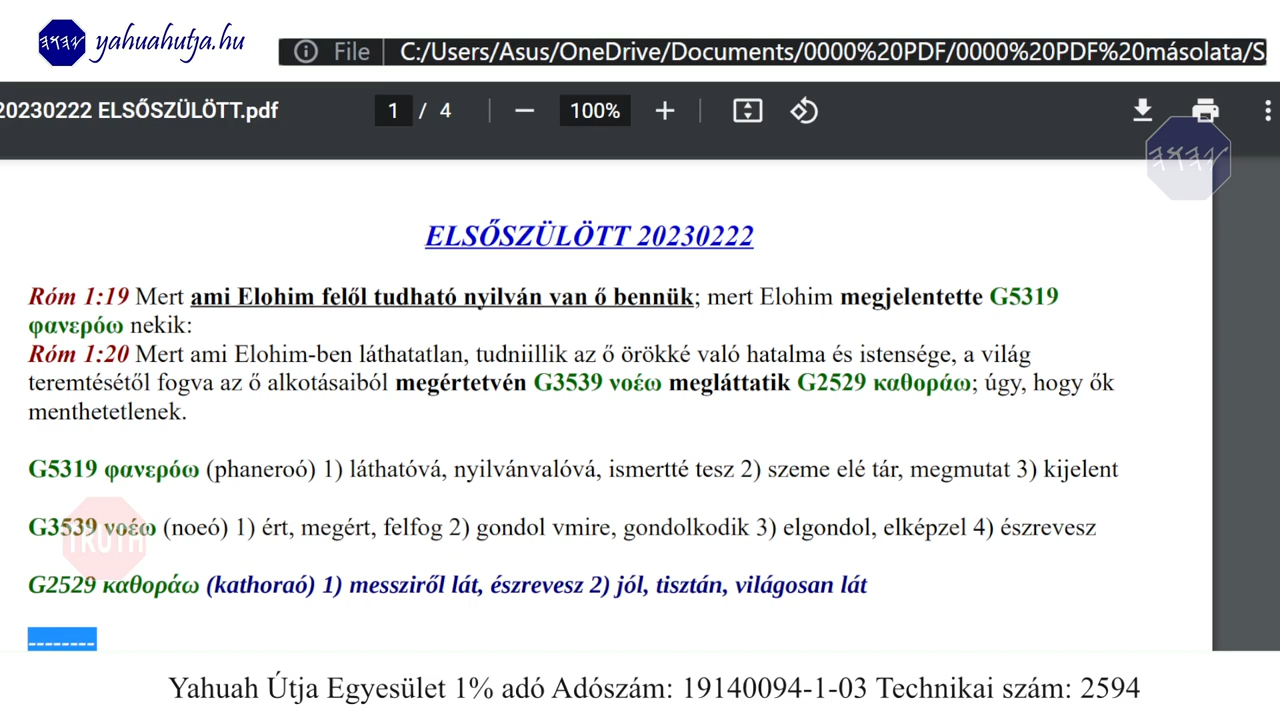 yahuahutja.hu
File C:/Users/Asus/OneDrive/Documents/0000%20PDF/0000%20PDF%20másolata/S
20230222 ELSŐSZÜLÖTT.pdf 1 / 4 100%
ELSŐSZÜLÖTT 20230222
Róm 1:19 Mert ami Elohim felől tudható nyilván van ő bennük; mert Elohim megjelentette G5319
φανερόω nekik:
Róm 1:20 Mert ami Elohim-ben láthatatlan, tudniillik az ő örökké való hatalma és istensége, a világ
teremtésétől fogva az ő alkotásaiból megértetvén G3539 νοέω megláttatik G2529 καθοράω; úgy, hogy ők
menthetetlenek.
G5319 φανερόω (phaneroó) 1) láthatóvá, nyilvánvalóvá, ismertté tesz 2) szeme elé tár, megmutat 3) kijelent
G3539 νοέω (noeó) 1) ért, megért, felfog 2) gondol vmire, gondolkodik 3) elgondol, elképzel 4) észrevesz
TRUTH
G2529 καθοράω (kathoraó) 1) messziről lát, észrevesz 2) jól, tisztán, világosan lát
--------
Yahuah Útja Egyesület 1% adó Adószám: 19140094-1-03 Technikai szám: 2594